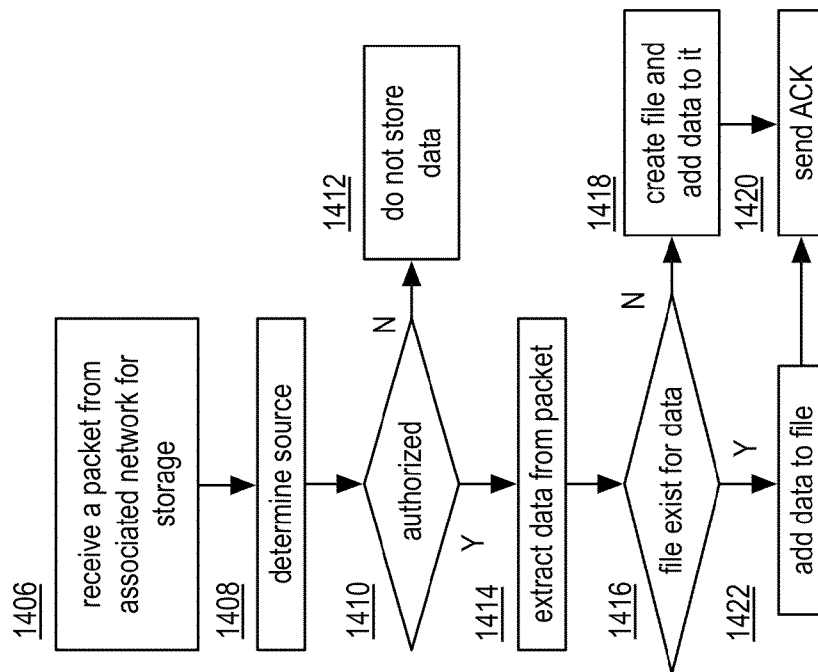 1406
receive a packet from
associated network for
storage
1408
determine source
1410
authorized
N
Y
1412
do not store
data
1414
extract data from packet
1416
file exist for data
N
Y
1418
create file and
add data to it
1422
add data to file
1420
send ACK